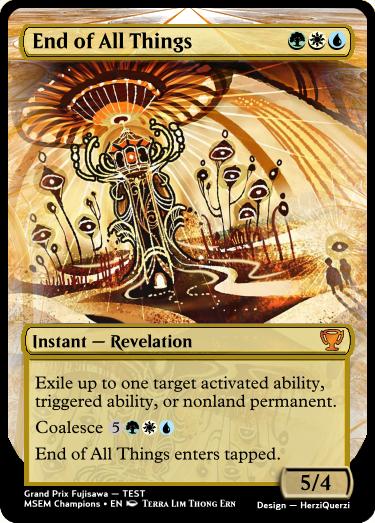 End of All Things
Instant — Revelation
Exile up to one target activated ability,
triggered ability, or nonland permanent.
Coalesce 5
End of All Things enters tapped.
5/4
Grand Prix Fujisawa — TEST
MSEM Champions • EN Terra Lim Thong Ern
Design — HerziQuerzi